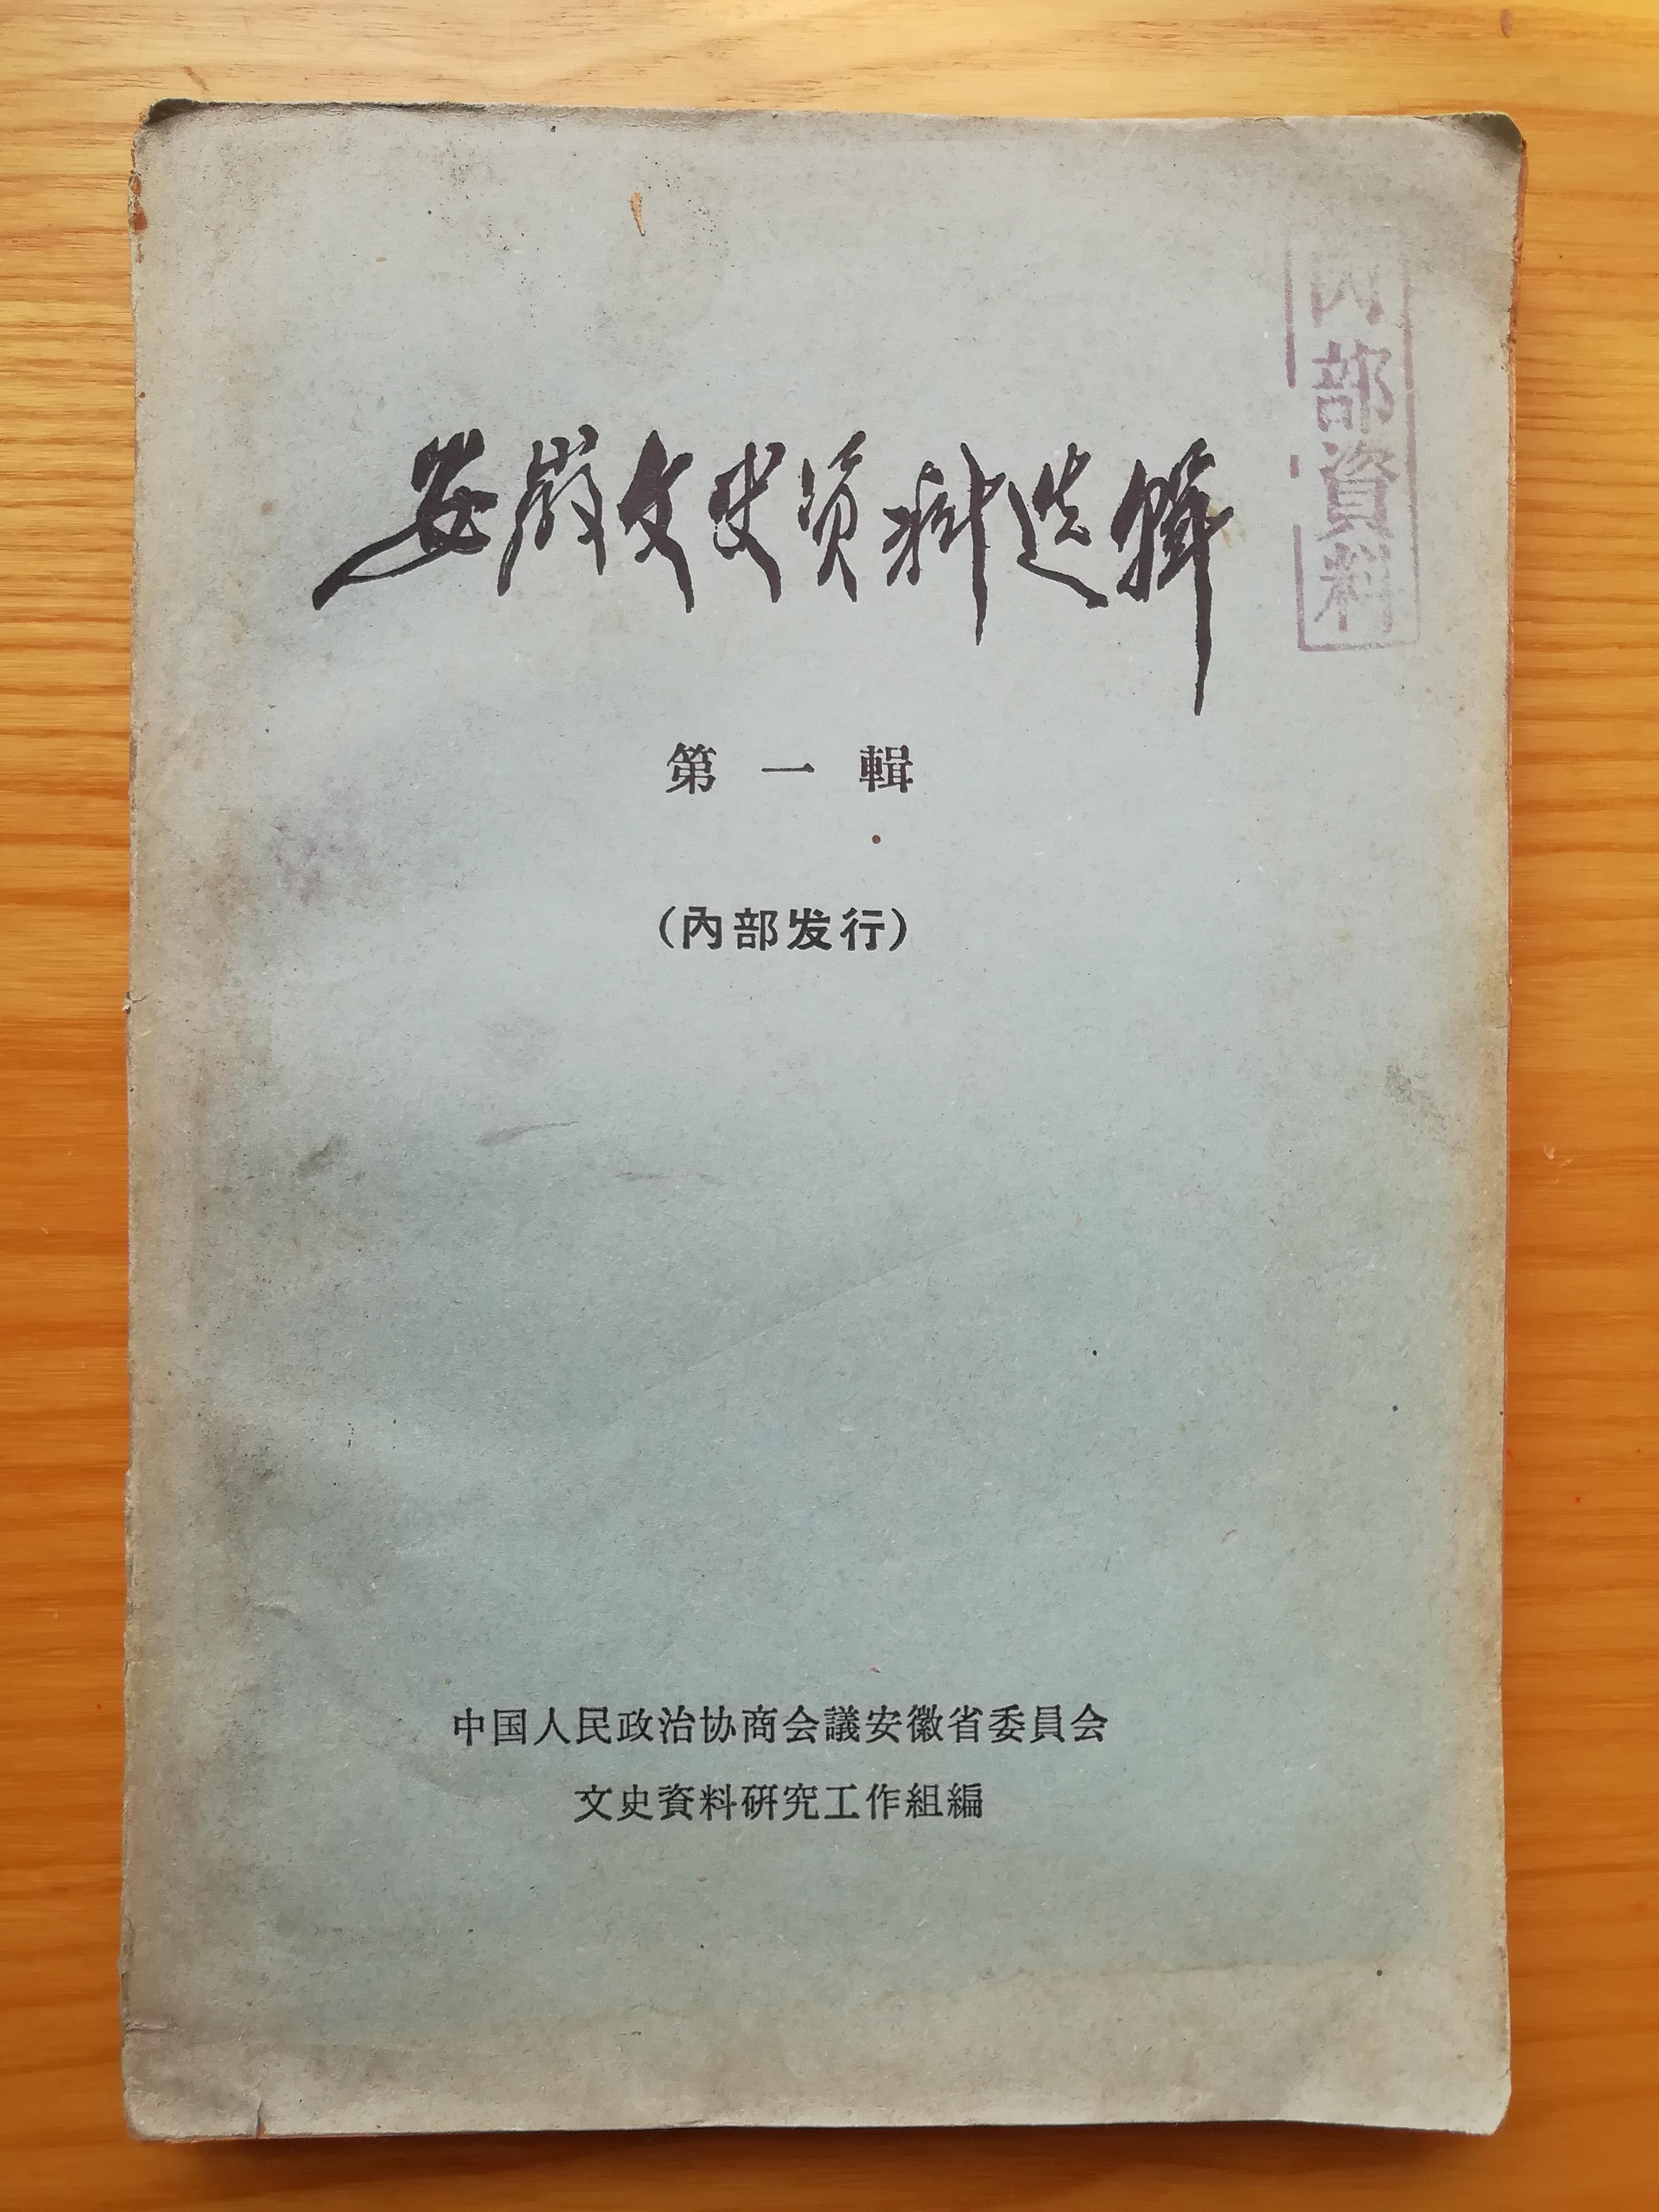 安徽文史资料选辑
內部資料
第一輯
(內部发行)
中国人民政治协商会議安徽省委員会
文史資料研究工作組編